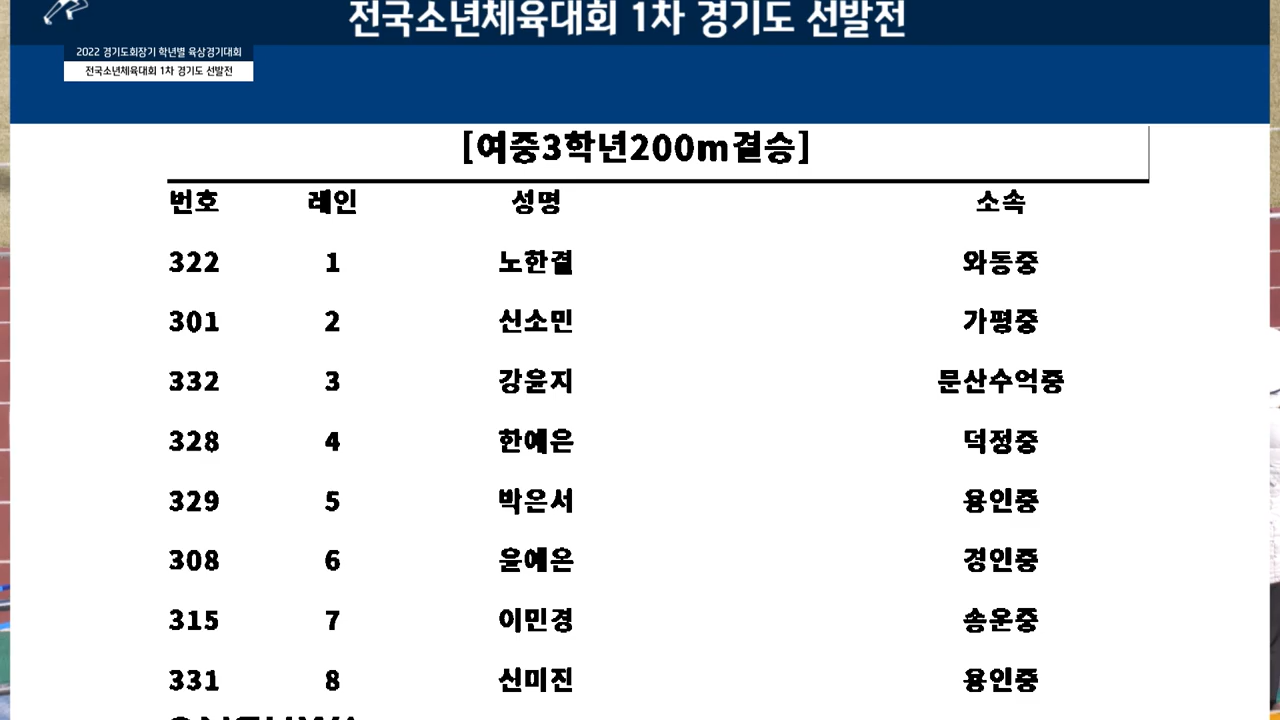 전국소년체육대회 1차 경기도 선발전
2022 경기도회장기 학년별 육상경기대회
전국소년체육대회 1차 경기도 선발전
[여중3학년200m결승]
번호 레인 성명 소속
322 1 노한결 와동중
301 2 신소민 가평중
332 3 강윤지 문산수억중
328 4 한예은 덕정중
329 5 박은서 용인중
308 6 윤예온 경인중
315 7 이민경 송운중
331 8 신미진 용인중